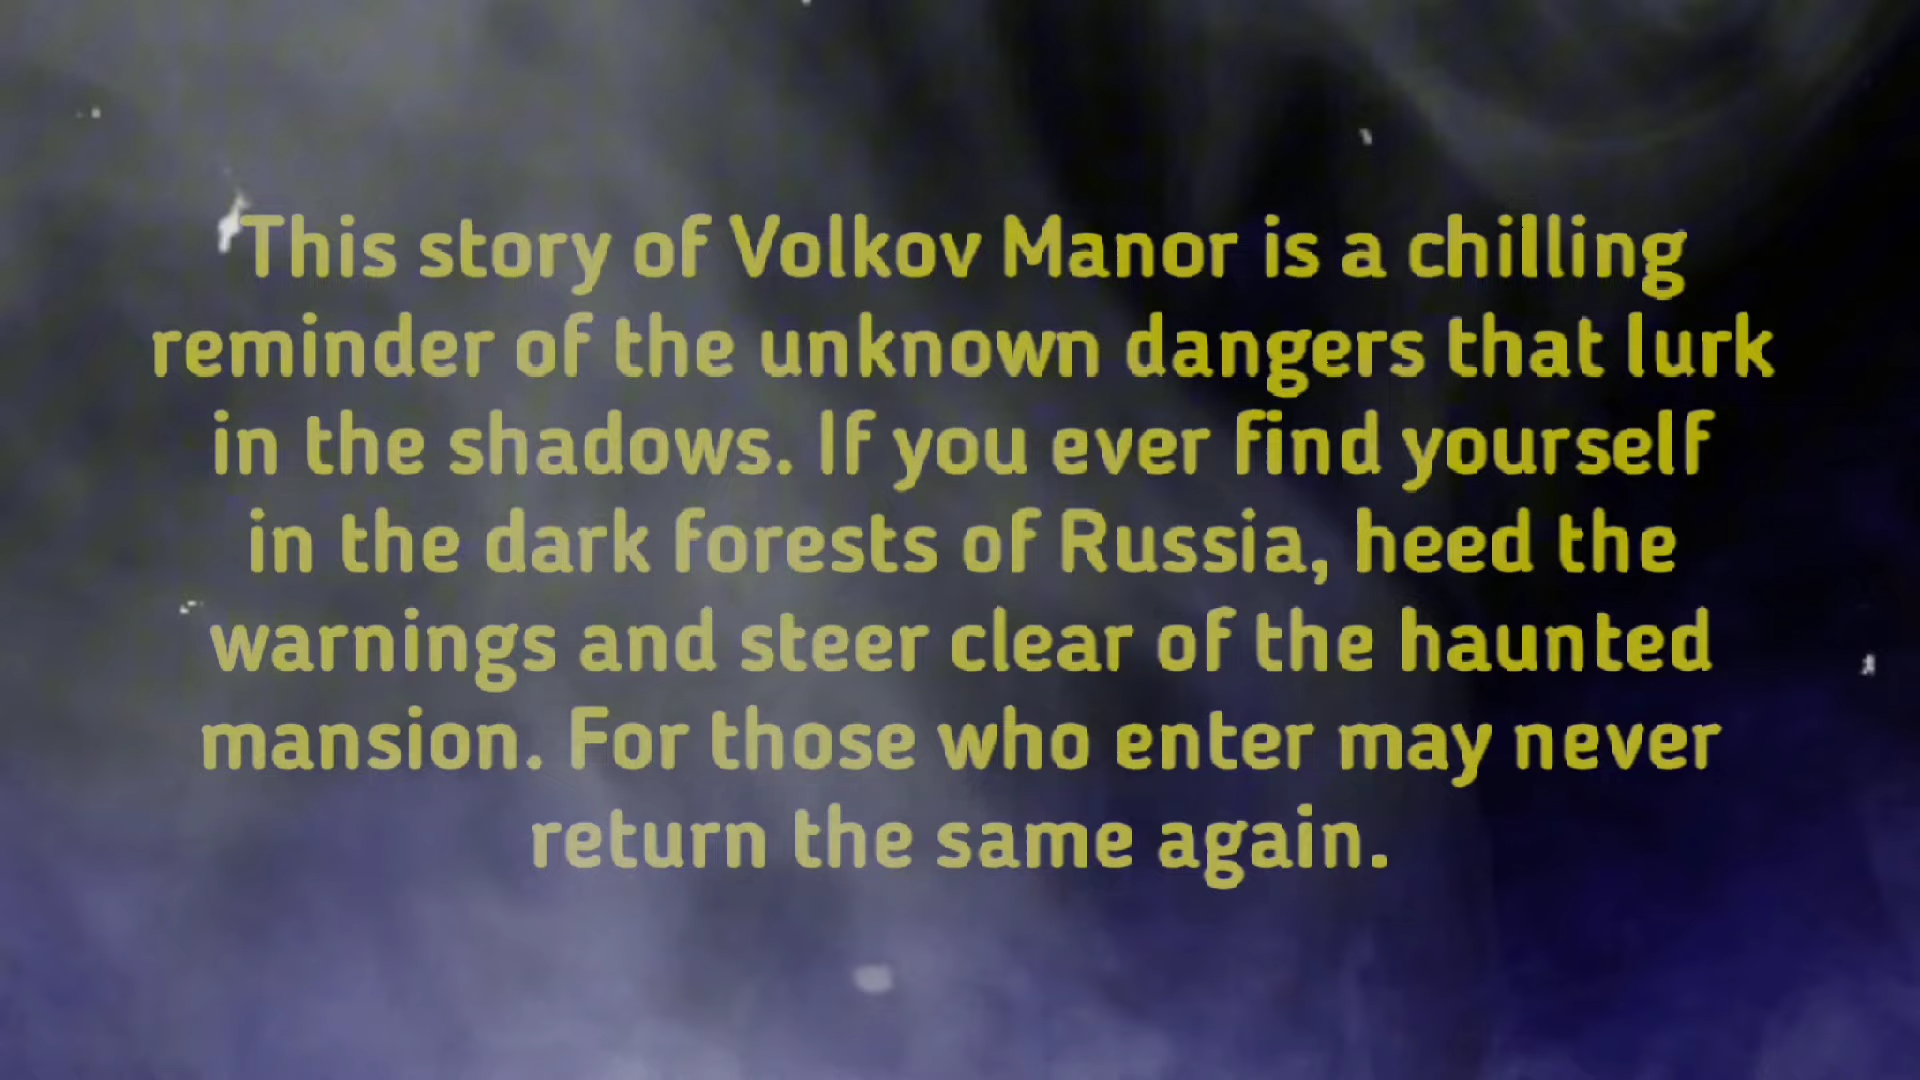 This story of Volkov Manor is a chilling
reminder of the unknown dangers that lurk
in the shadows. If you ever find yourself
in the dark forests of Russia, heed the
warnings and steer clear of the haunted
mansion. For those who enter may never
return the same again.